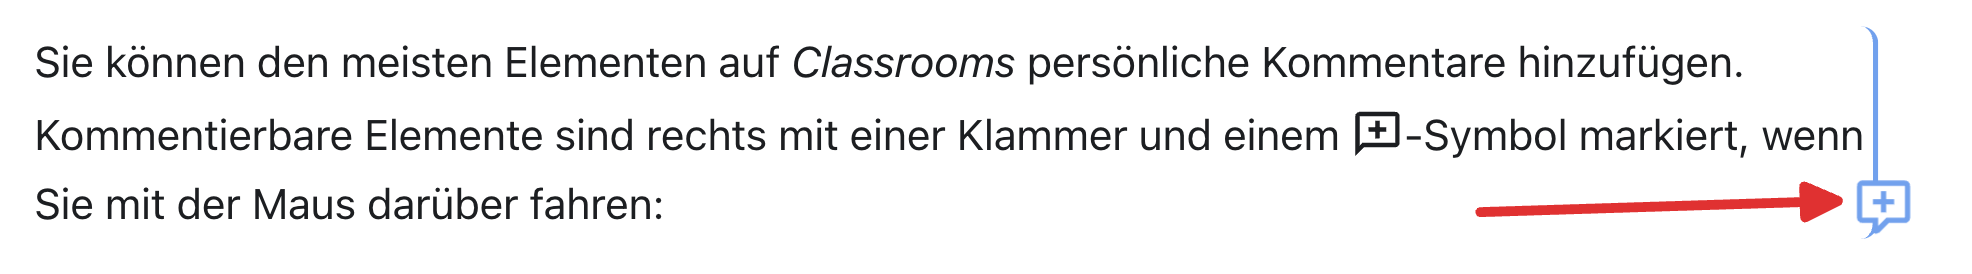 Sie können den meisten Elementen auf Classrooms persönliche Kommentare hinzufügen.
Kommentierbare Elemente sind rechts mit einer Klammer und einem -Symbol markiert, wenn
Sie mit der Maus darüber fahren: